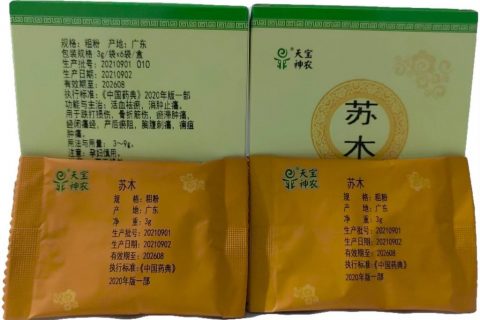 规格：粗粉 产地：广东
包装规格 3g/袋x6袋/盒
生产批号：20210901 010
生产日期：20210902
有效期至：202608
执行标准：《中国药典》2020年版一部
功能与主治：活血祛瘀，消肿止痛，
用于跌打损伤，骨折筋伤，瘀滞肿痛，
经闭痛经，产后瘀阻，胸腹刺痛，痈疽
肿痛。
用法与用量：3～9g。
注意：孕妇慎用。
天宝
神农
苏
木
天宝
神农
苏木
规 格：粗粉
产 地：广东
净 重：3g
生产批号：20210901
生产日期：20210902
有效期至：202608
执行标准：《中国药典》
2020年版一部
天宝
神农
苏木
规 格：粗粉
产 地：广东
净 重：3g
生产批号：20210901
生产日期：20210902
有效期至：202608
执行标准：《中国药典》
2020年版一部